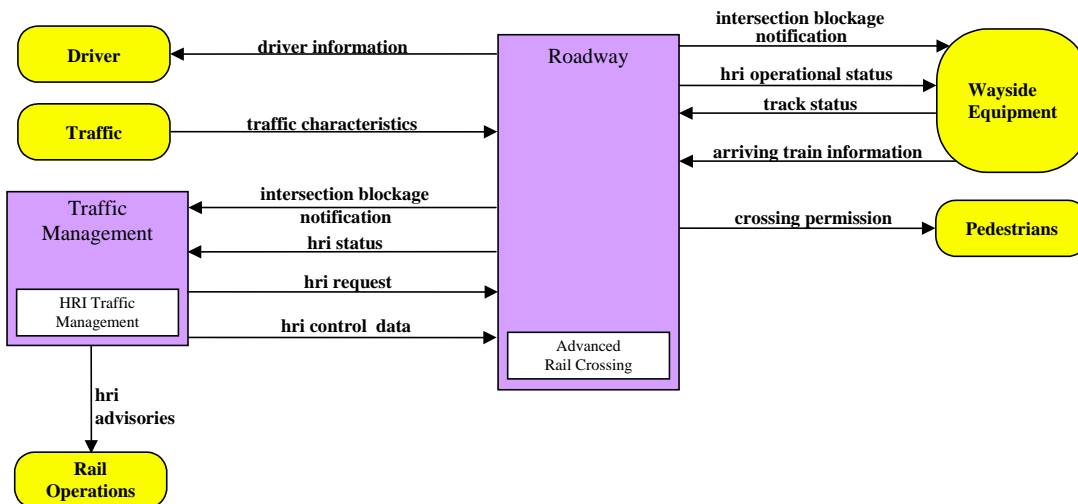 Driver
driver information
Roadway
intersection blockage
notification
hri operational status
Wayside
Equipment
track status
Traffic
traffic characteristics
arriving train information
Traffic
Management
intersection blockage
notification
hri status
crossing permission
Pedestrians
hri request
HRI Traffic
Management
hri control data
Advanced
Rail Crossing
hri
advisories
Rail
Operations